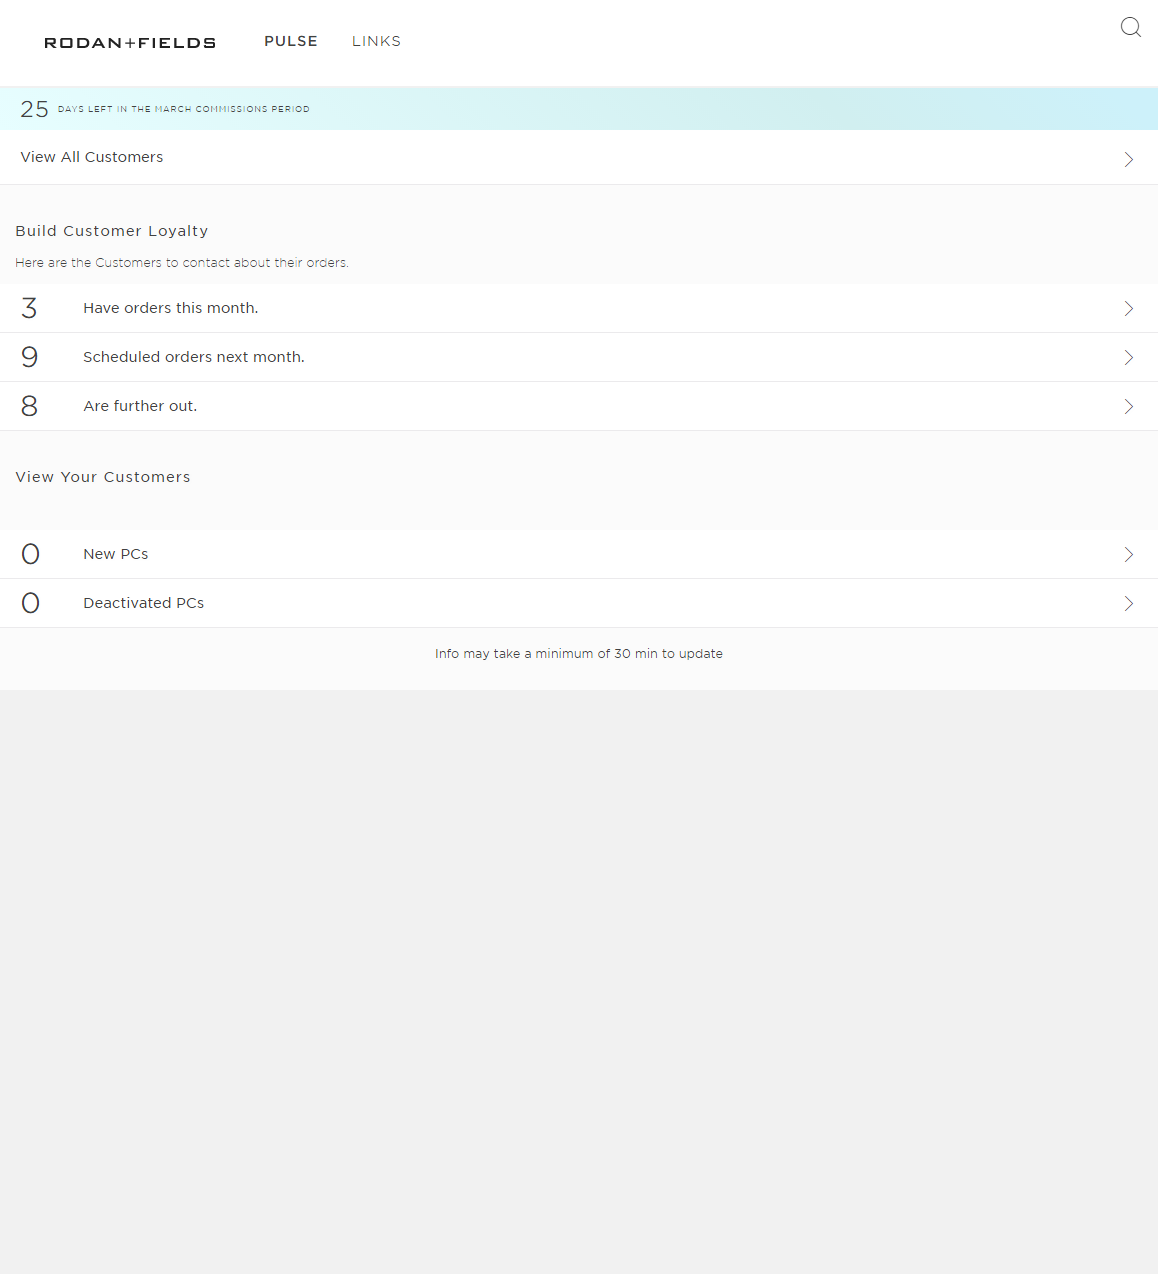 RODAN+FIELDS PULSE LINKS
25 DAYS LEFT IN THE MARCH COMMISSIONS PERIOD
View All Customers
Build Customer Loyalty
Here are the Customers to contact about their orders.
3 Have orders this month.
9 Scheduled orders next month.
8 Are further out.
View Your Customers
0 New PCs
0 Deactivated PCs
Info may take a minimum of 30 min to update